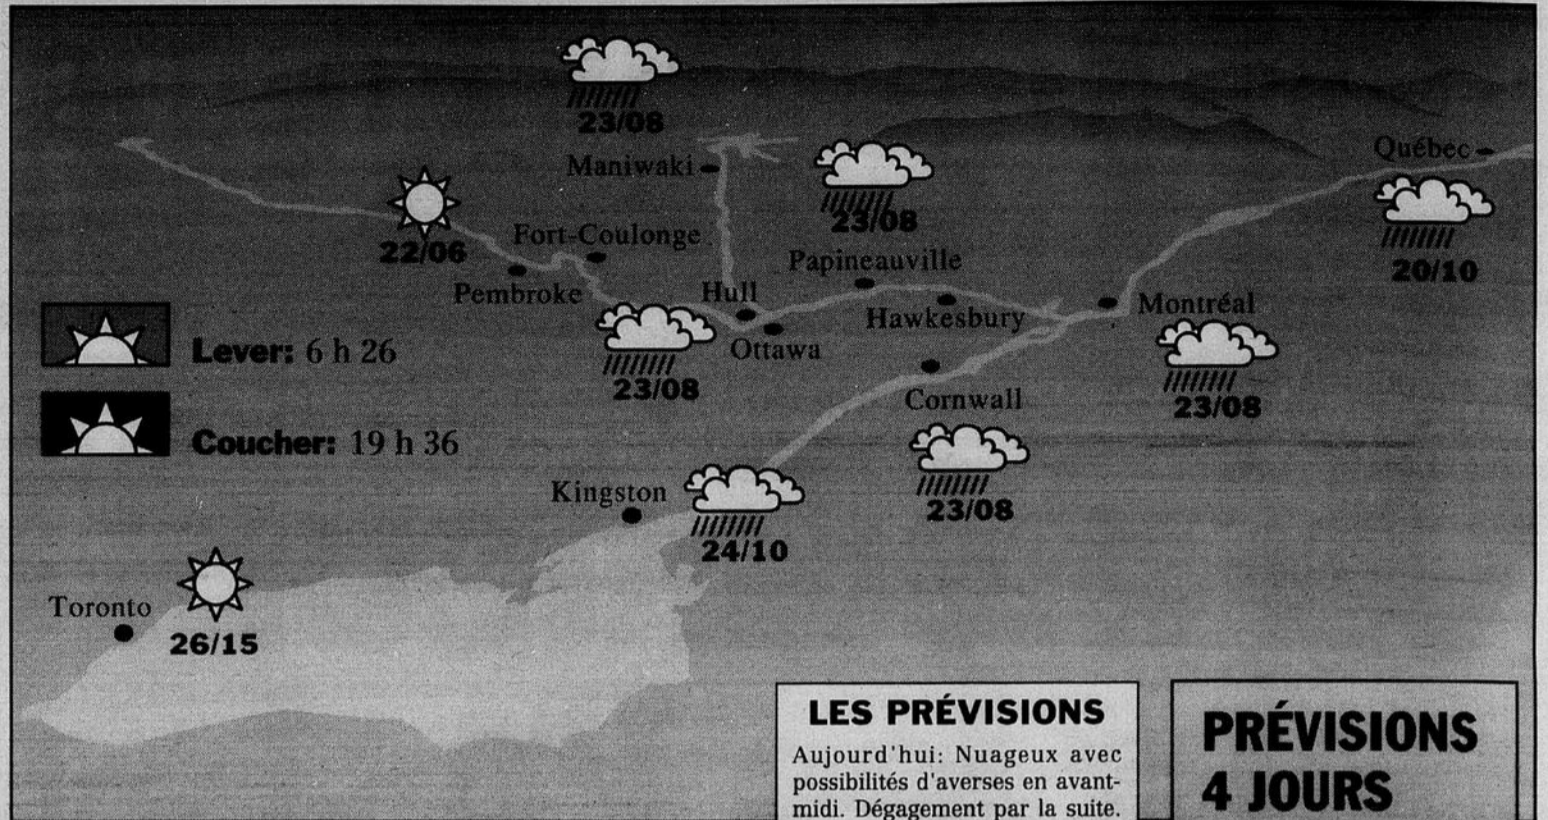 23/08
Maniwaki
23/08
Québec
20/10
22/06
Fort-Coulonge
Pembroke
Papineauville
Hull
Hawkesbury
Montréal
Ottawa
23/08
23/08
Lever: 6 h 26
Coucher: 19 h 36
Cornwall
23/08
Kingston
24/10
Toronto
26/15
LES PRÉVISIONS
Aujourd'hui: Nuageux avec
possibilités d'averses en avant-
midi. Dégagement par la suite.
PRÉVISIONS
4 JOURS